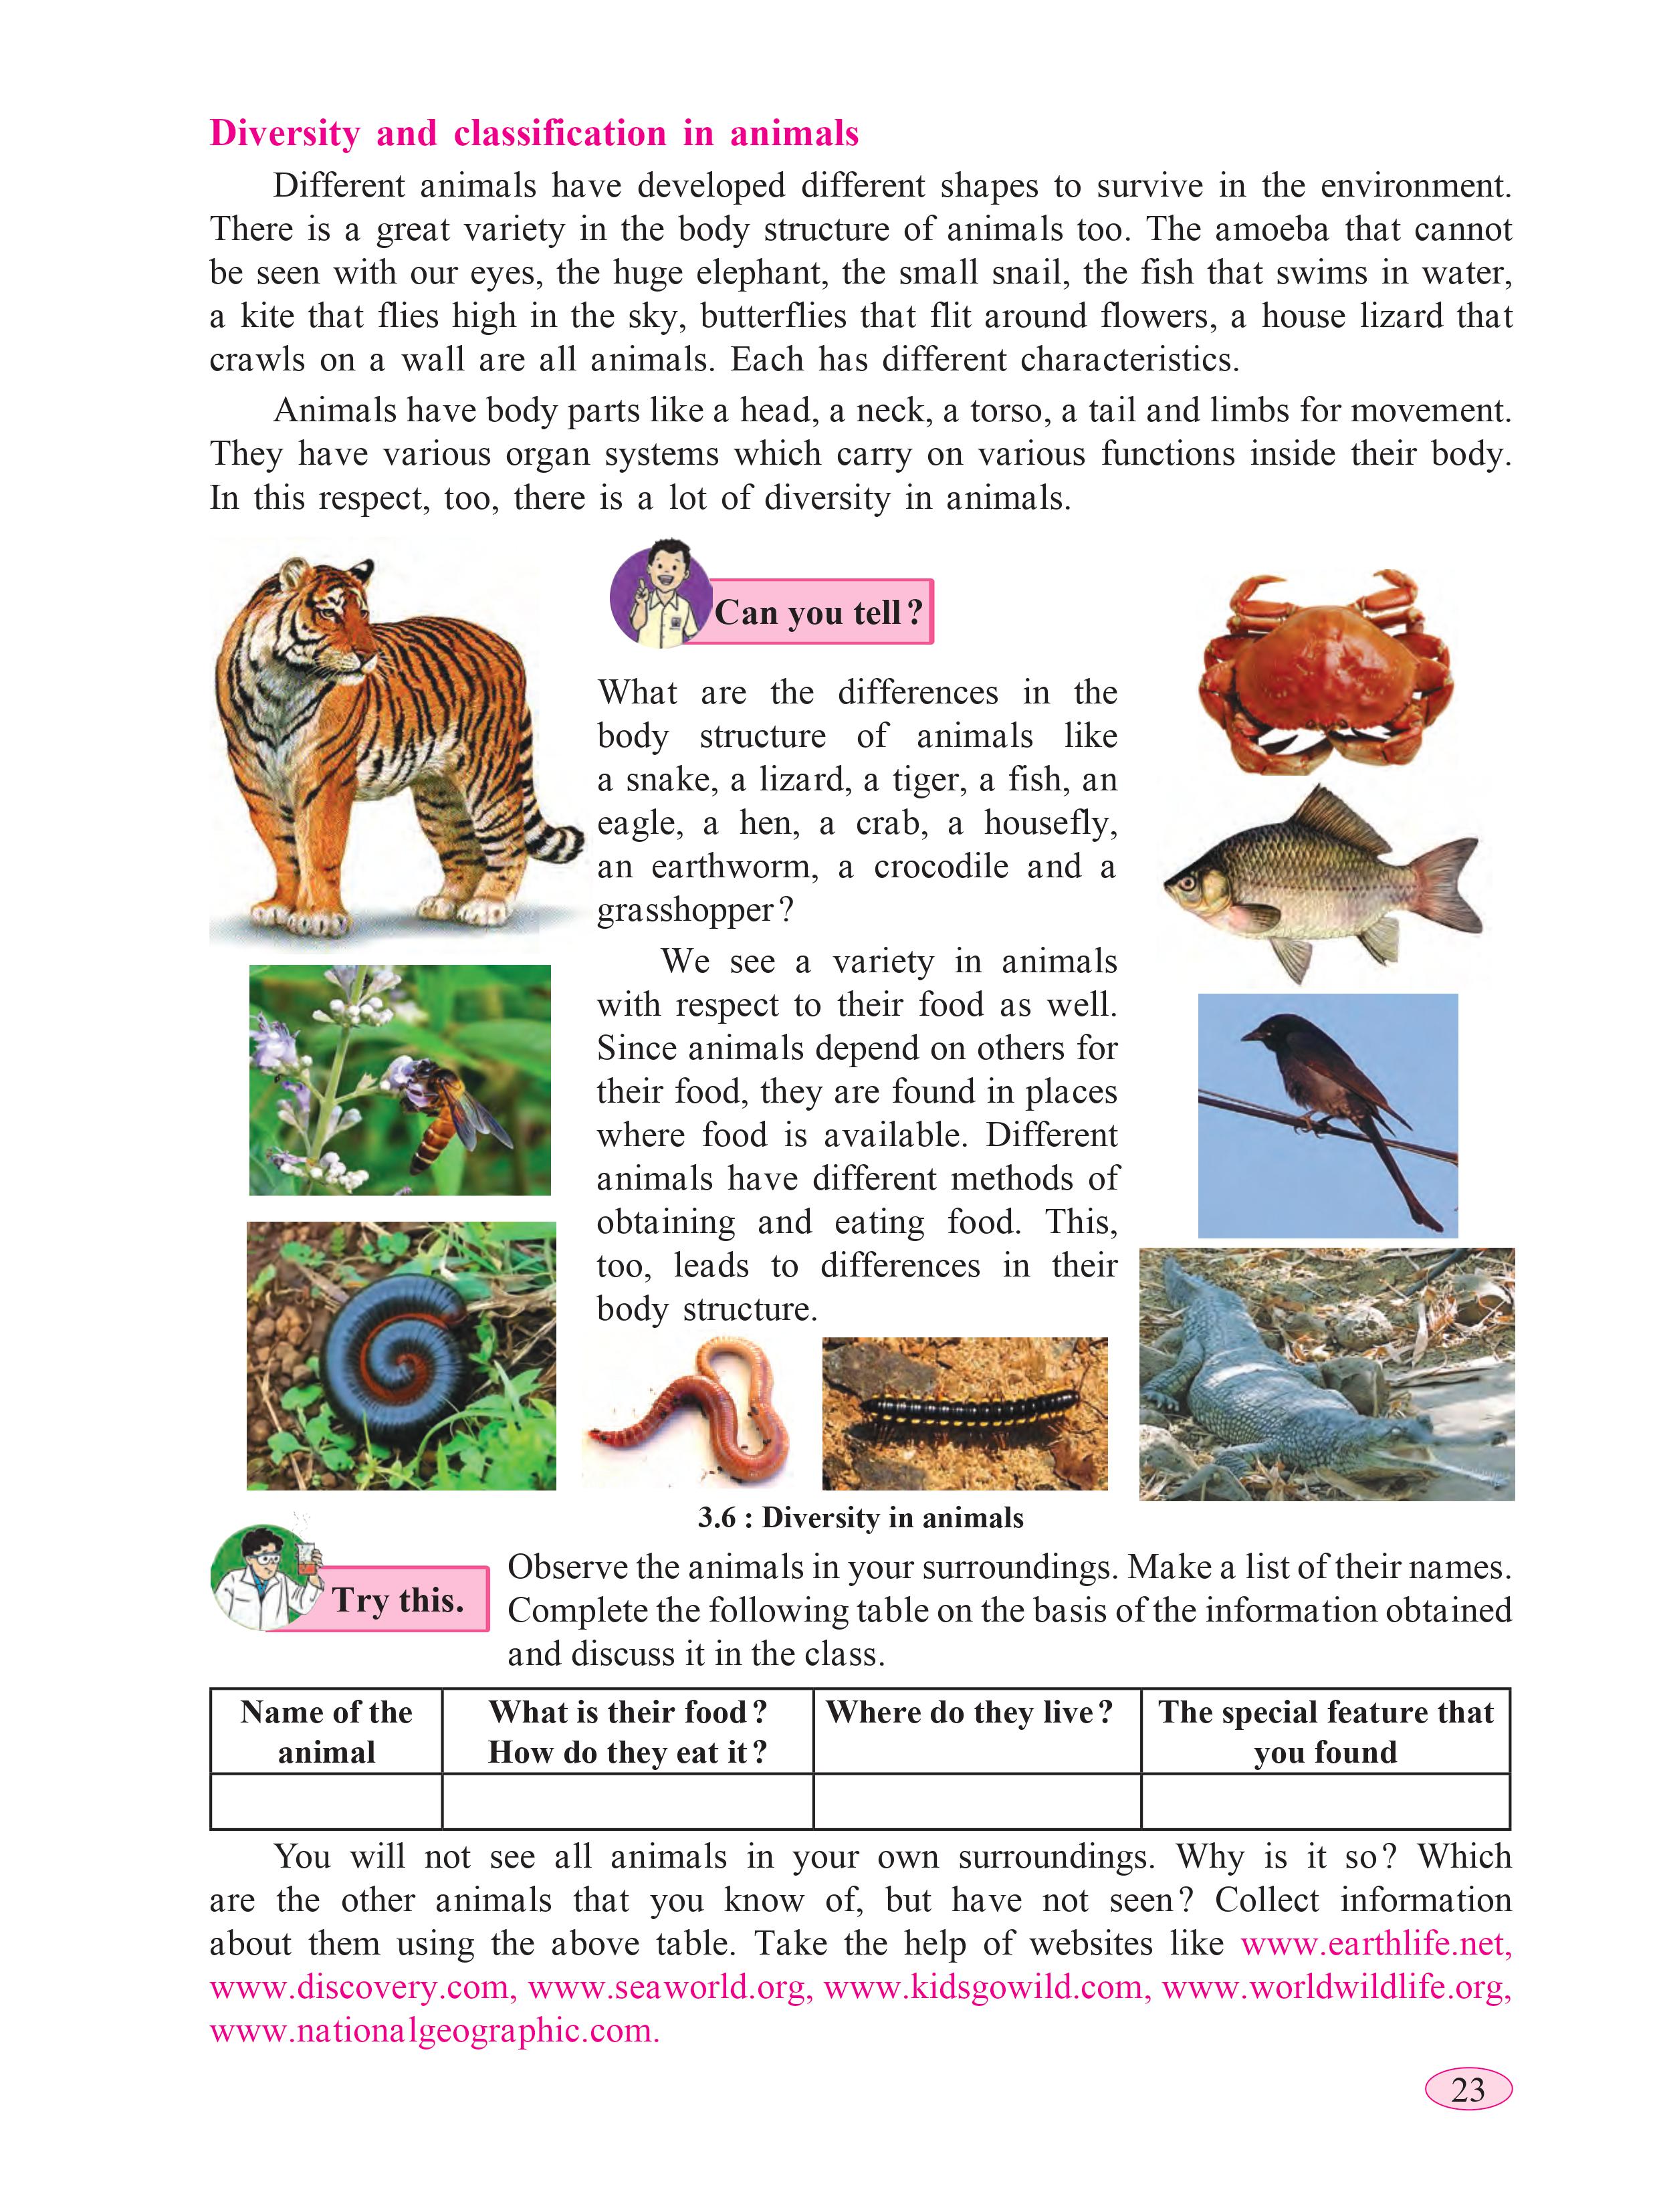 Diversity and classification in animals
Different animals have developed different shapes to survive in the environment.
There is a great variety in the body structure of animals too. The amoeba that cannot
be seen with our eyes, the huge elephant, the small snail, the fish that swims in water,
a kite that flies high in the sky, butterflies that flit around flowers, a house lizard that
crawls on a wall are all animals. Each has different characteristics.
Animals have body parts like a head, a neck, a torso, a tail and limbs for movement.
They have various organ systems which carry on various functions inside their body.
In this respect, too, there is a lot of diversity in animals.
Can you tell?
What are the differences in the
body structure of animals like
a snake, a lizard, a tiger, a fish, an
eagle, a hen, a crab, a housefly,
an earthworm, a crocodile and a
grasshopper?
We see a variety in animals
with respect to their food as well.
Since animals depend on others for
their food, they are found in places
where food is available. Different
animals have different methods of
obtaining and eating food. This,
too, leads to differences in their
body structure.
3.6 : Diversity in animals
Try this.
Observe the animals in your surroundings. Make a list of their names.
Complete the following table on the basis of the information obtained
and discuss it in the class.
Name of the
animal
What is their food?
How do they eat it?
Where do they live?
The special feature that
you found
You will not see all animals in your own surroundings. Why is it so? Which
are the other animals that you know of, but have not seen? Collect information
about them using the above table. Take the help of websites like www.earthlife.net,
www.discovery.com, www.seaworld.org, www.kidsgowild.com, www.worldwildlife.org,
www.nationalgeographic.com.
23